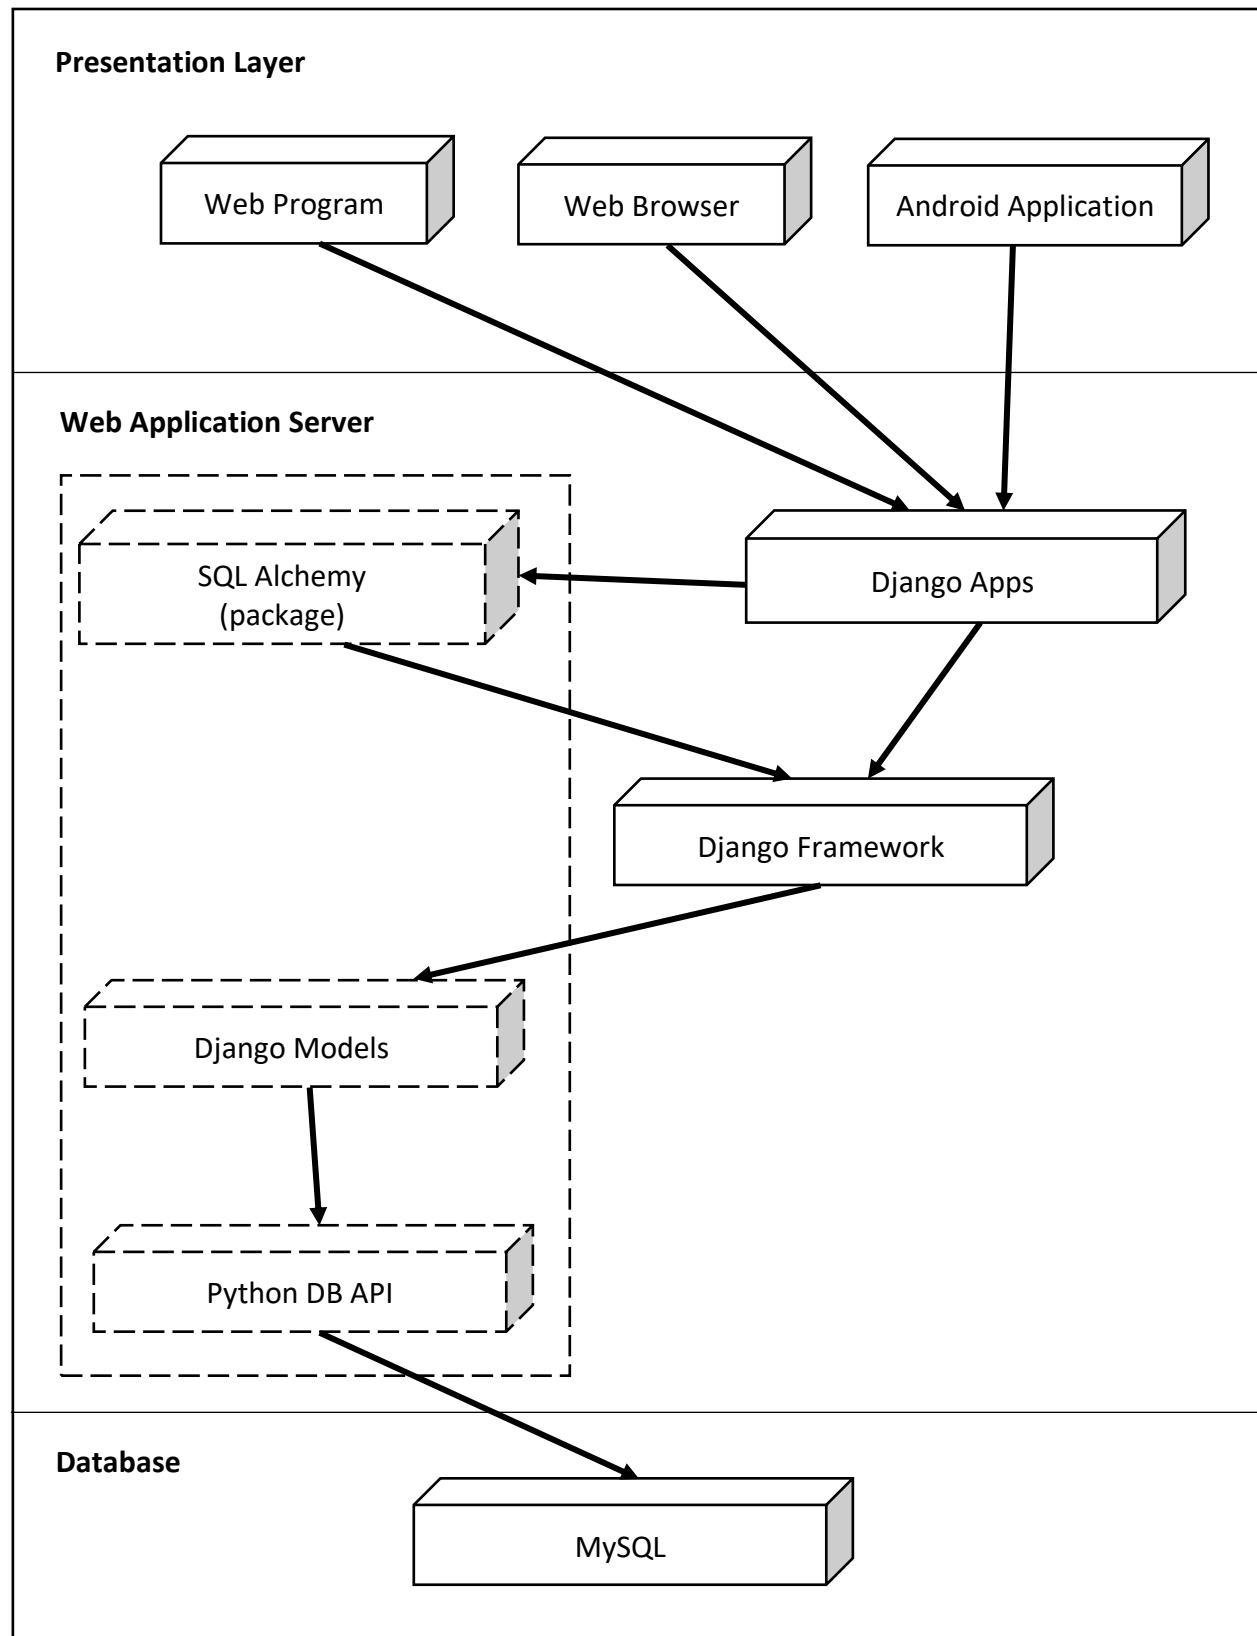 Presentation Layer
Web Program
Web Browser
Android Application
Web Application Server
SQL Alchemy
(package)
Django Apps
Django Framework
Django Models
Python DB API
Database
MySQL